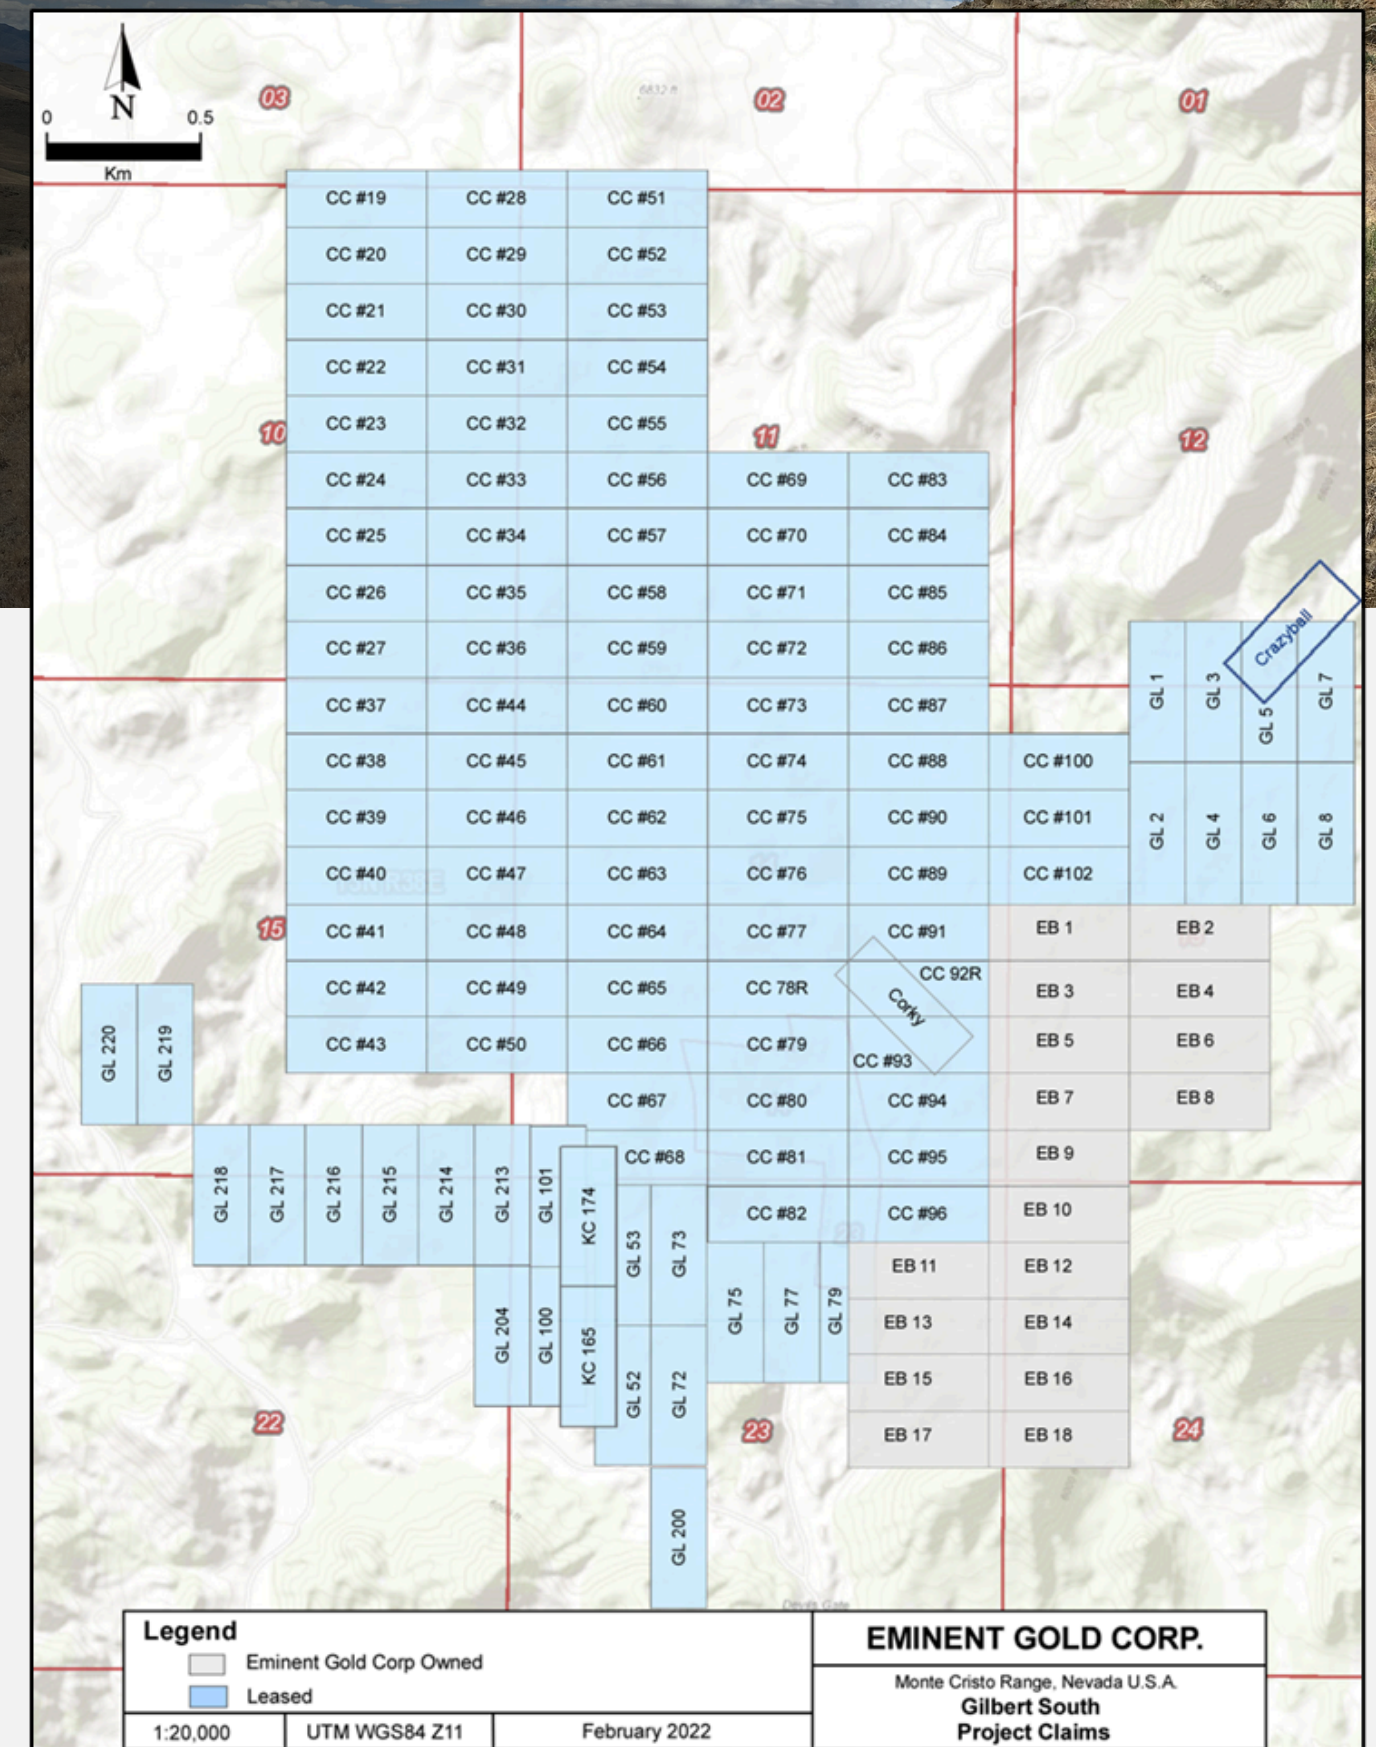 03
02
01
6832 ft
N
0 0.5
Km
CC #19 CC #28 CC #51
CC #20 CC #29 CC #52
CC #21 CC #30 CC #53
CC #22 CC #31 CC #54
CC #23 CC #32 CC #55
10
11
12
CC #24 CC #33 CC #56 CC #69 CC #83
CC #25 CC #34 CC #57 CC #70 CC #84
CC #26 CC #35 CC #58 CC #71 CC #85
CC #27 CC #36 CC #59 CC #72 CC #86
Crazyball
GL 1 GL 3 GL 5 GL 7
CC #37 CC #44 CC #60 CC #73 CC #87
CC #38 CC #45 CC #61 CC #74 CC #88 CC #100
CC #39 CC #46 CC #62 CC #75 CC #90 CC #101
GL 2 GL 4 GL 6 GL 8
CC #40 CC #47 CC #63 CC #76 CC #89 CC #102
15
CC #41 CC #48 CC #64 CC #77 CC #91 EB 1 EB 2
CC #42 CC #49 CC #65 CC 78R CC 92R EB 3 EB 4
Corky
CC #43 CC #50 CC #66 CC #79 CC #93 EB 5 EB 6
GL 220 GL 219
CC #67 CC #80 CC #94 EB 7 EB 8
CC #68 CC #81 CC #95 EB 9
GL 218 GL 217 GL 216 GL 215 GL 214 GL 213 GL 101 KC 174 GL 53 GL 73
CC #82 CC #96 EB 10
EB 11 EB 12
GL 204 GL 100 KC 165 GL 52 GL 72 GL 75 GL 77 GL 79
EB 13 EB 14
EB 15 EB 16
22
23
24
EB 17 EB 18
GL 200
Devils Gate
Legend
Eminent Gold Corp Owned
Leased
1:20,000 UTM WGS84 Z11 February 2022
EMINENT GOLD CORP.
Monte Cristo Range, Nevada U.S.A.
Gilbert South
Project Claims